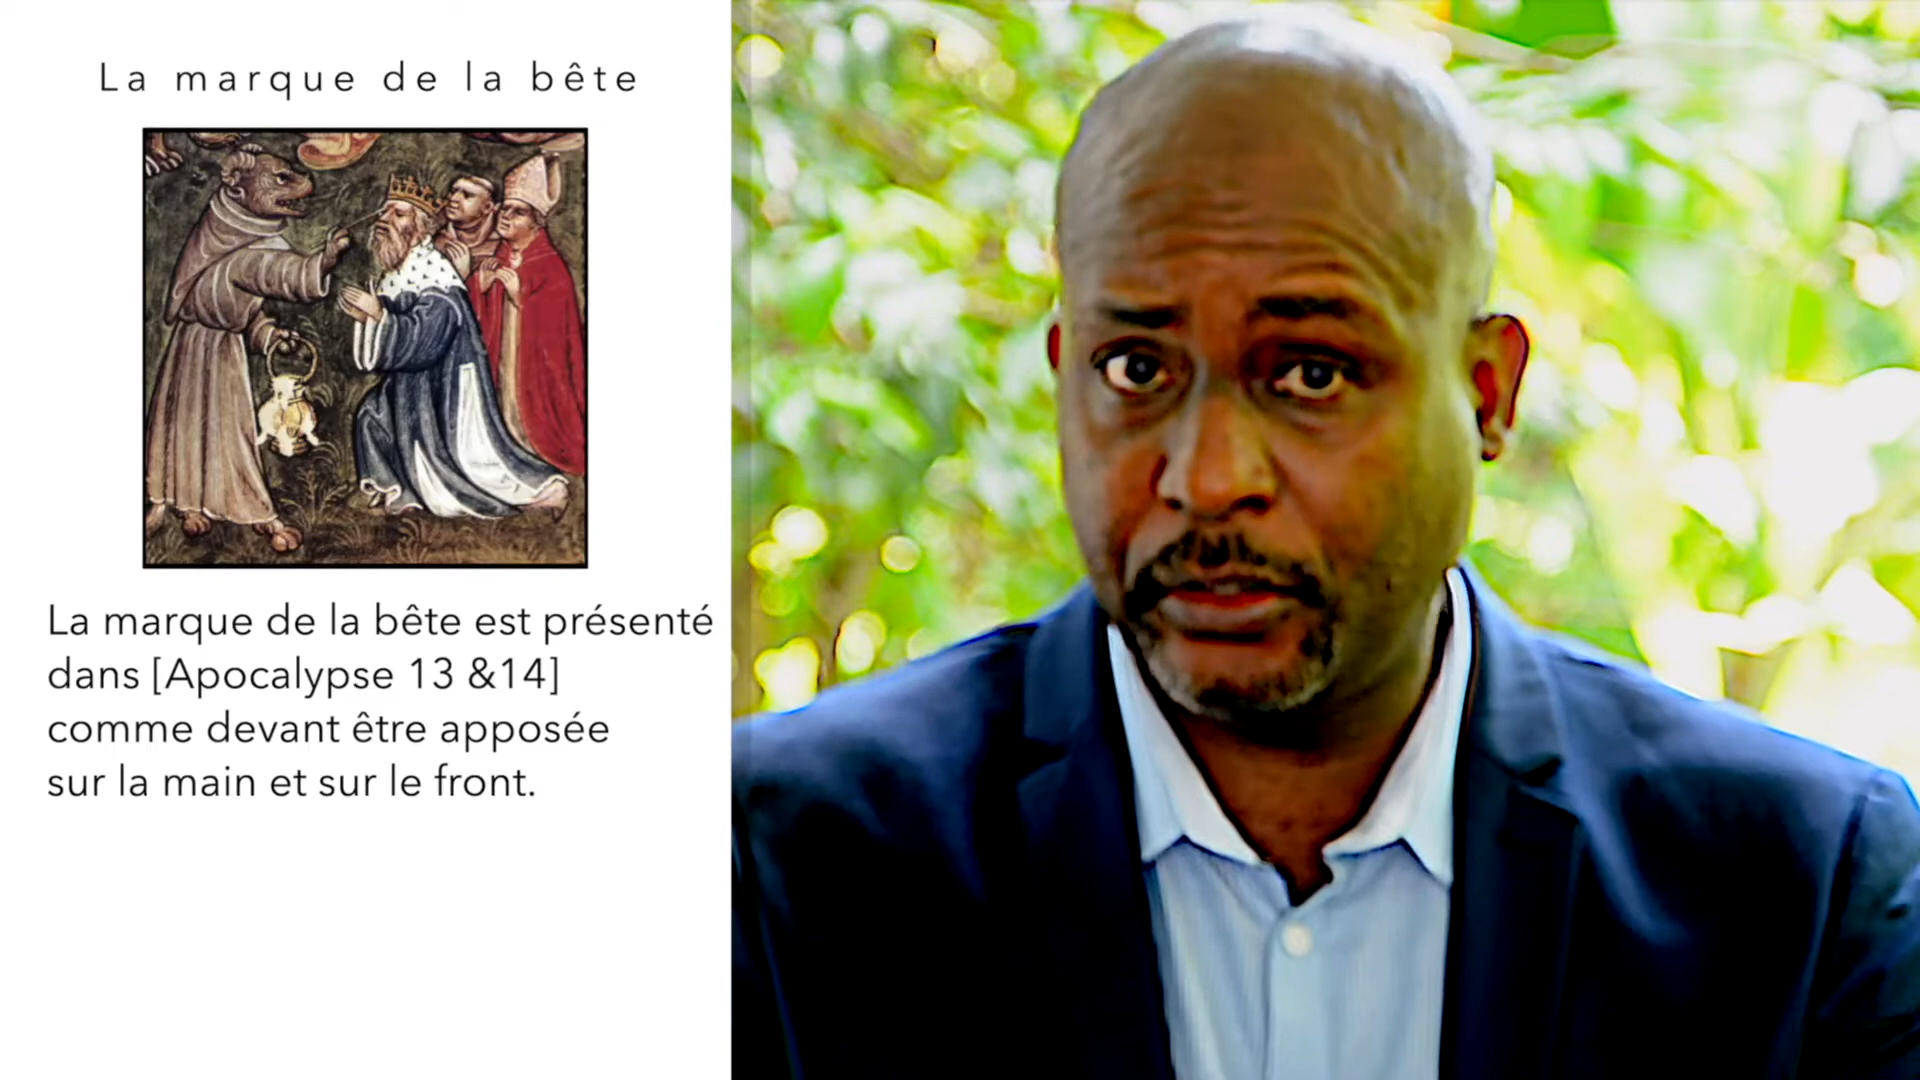 La marque de la bête
La marque de la bête est présenté
dans [Apocalypse 13 &14]
comme devant être apposée
sur la main et sur le front.